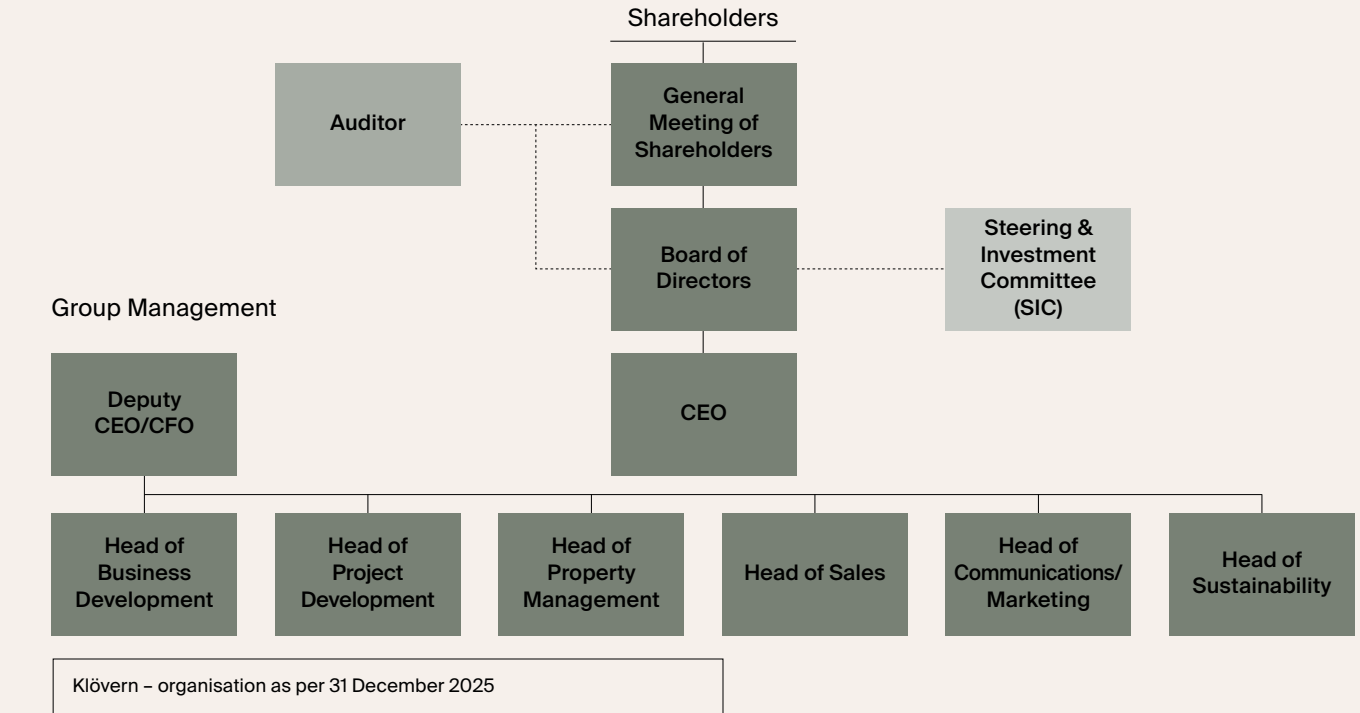 Shareholders
Auditor
General
Meeting of
Shareholders
Board of
Directors
Steering &
Investment
Committee
(SIC)
Group Management
Deputy
CEO/CFO
CEO
Head of
Business
Development
Head of
Project
Development
Head of
Property
Management
Head of Sales
Head of
Communications/
Marketing
Head of
Sustainability
Klövern – organisation as per 31 December 2025